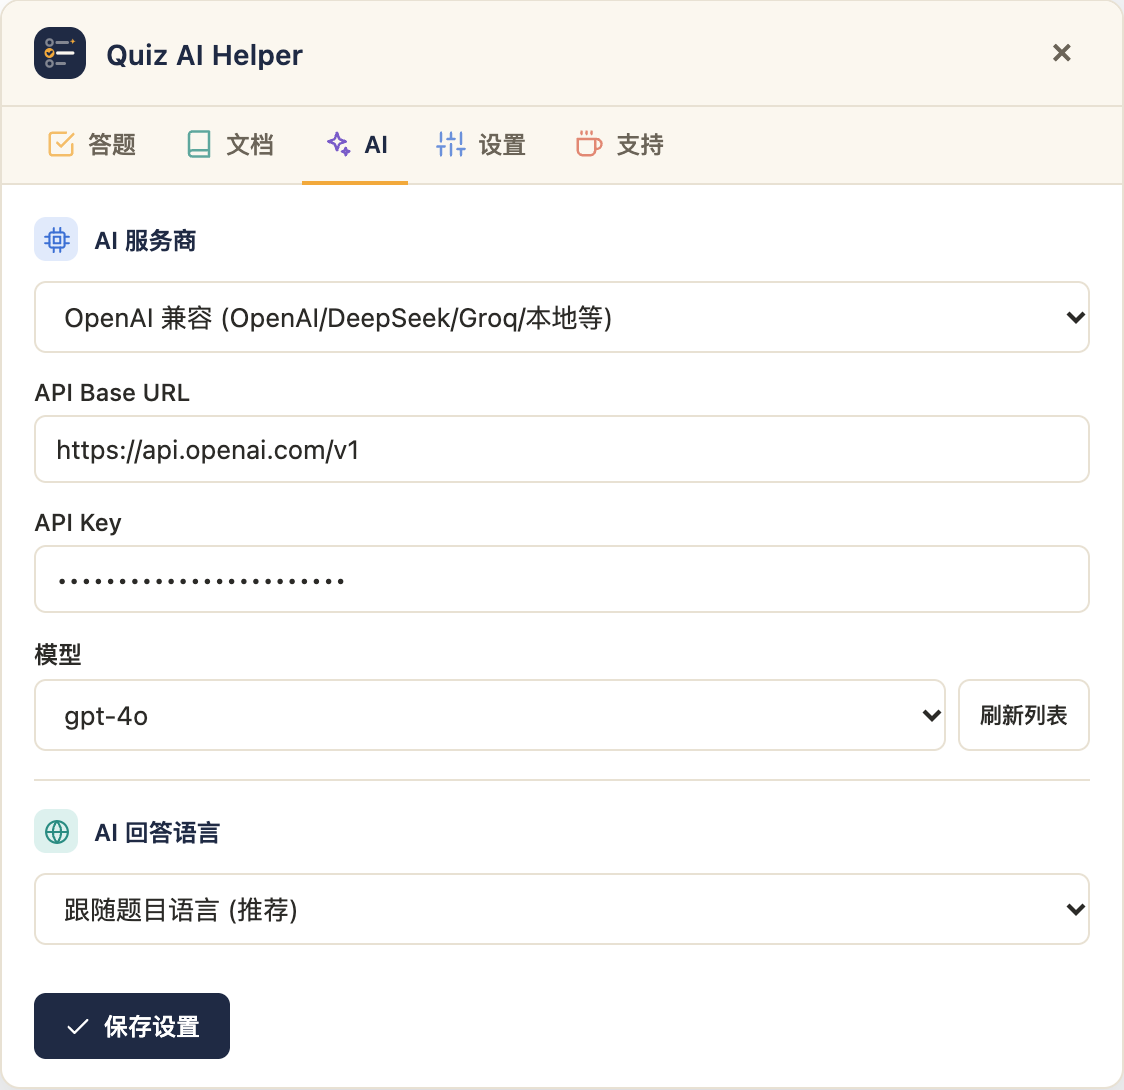 Quiz AI Helper
答题 文档 AI 设置 支持
AI 服务商
OpenAI 兼容 (OpenAI/DeepSeek/Groq/本地等)
API Base URL
https://api.openai.com/v1
API Key
••••••••••••••••••••••••
模型
gpt-4o 刷新列表
AI 回答语言
跟随题目语言 (推荐)
保存设置